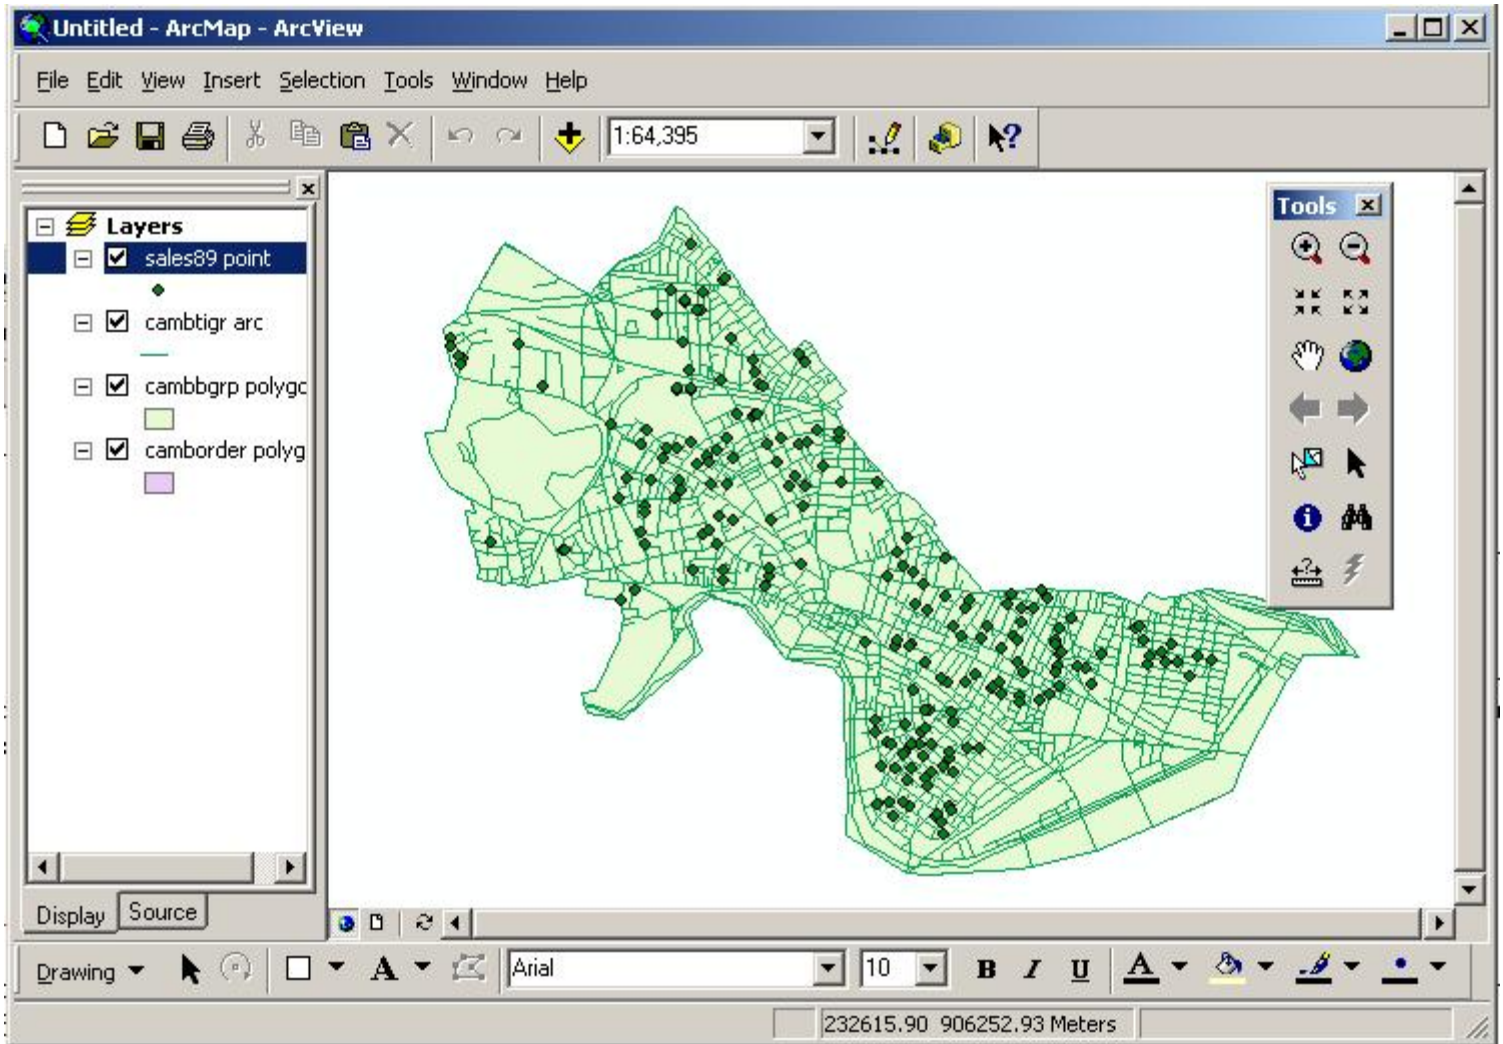 Untitled - ArcMap - ArcView
File Edit View Insert Selection Tools Window Help
1:64,395
Layers
sales89 point
cambtigr arc
cambbgrp polygo
camborder polyg
Tools
Display Source
Drawing A Arial 10 B I U A
232615.90 906252.93 Meters